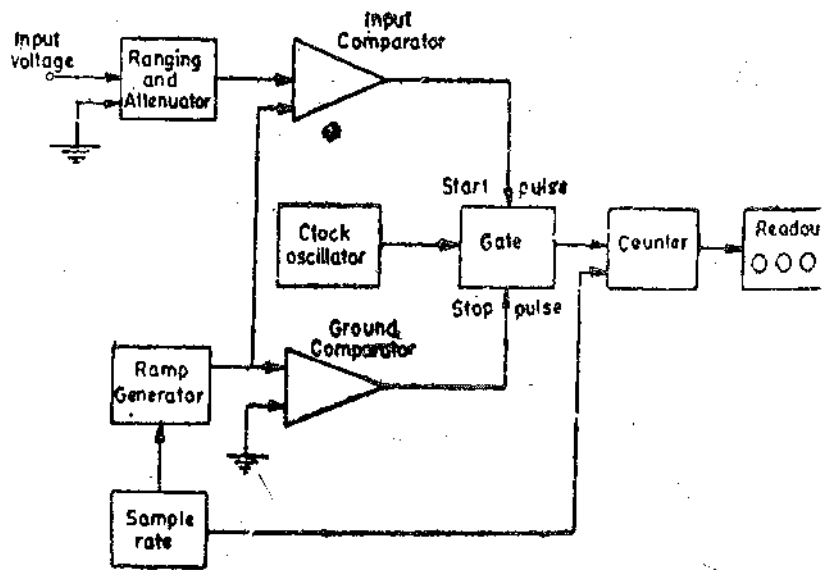 Input
voltage
Ranging
and
Attenuator
Input
Comparator
Start pulse
Clock
oscillator
Gate
Counter
Readou
Stop pulse
Ground
Comparator
Ramp
Generator
Sample
rate